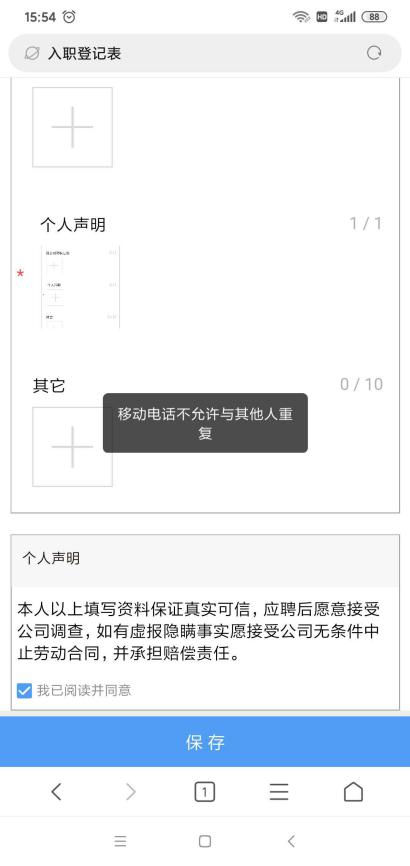 15:54
HD 4G 88
入职登记表
个人声明 1 / 1
*
其它 0 / 10
移动电话不允许与其他人重
复
个人声明
本人以上填写资料保证真实可信，应聘后愿意接受
公司调查，如有虚报隐瞒事实愿接受公司无条件中
止劳动合同，并承担赔偿责任。
我已阅读并同意
保存
1